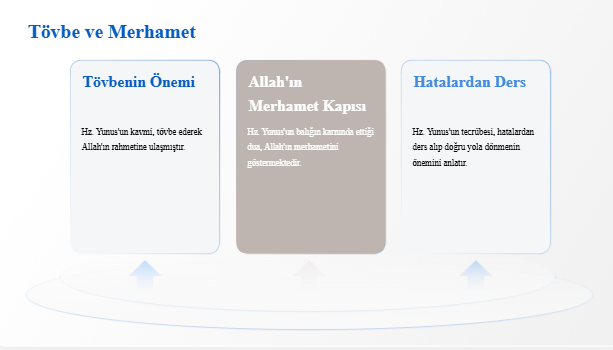 Tövbe ve Merhamet
Tövbenin Önemi
Hz. Yunus'un kavmi, tövbe ederek
Allah'ın rahmetine ulaşmıştır.
Allah'ın
Merhamet Kapısı
Hz. Yunus'un balığın karnında ettiği
dua, Allah'ın merhametini
göstermektedir.
Hatalardan Ders
Hz. Yunus'un tecrübesi, hatalardan
ders alıp doğru yola dönmenin
önemini anlatır.